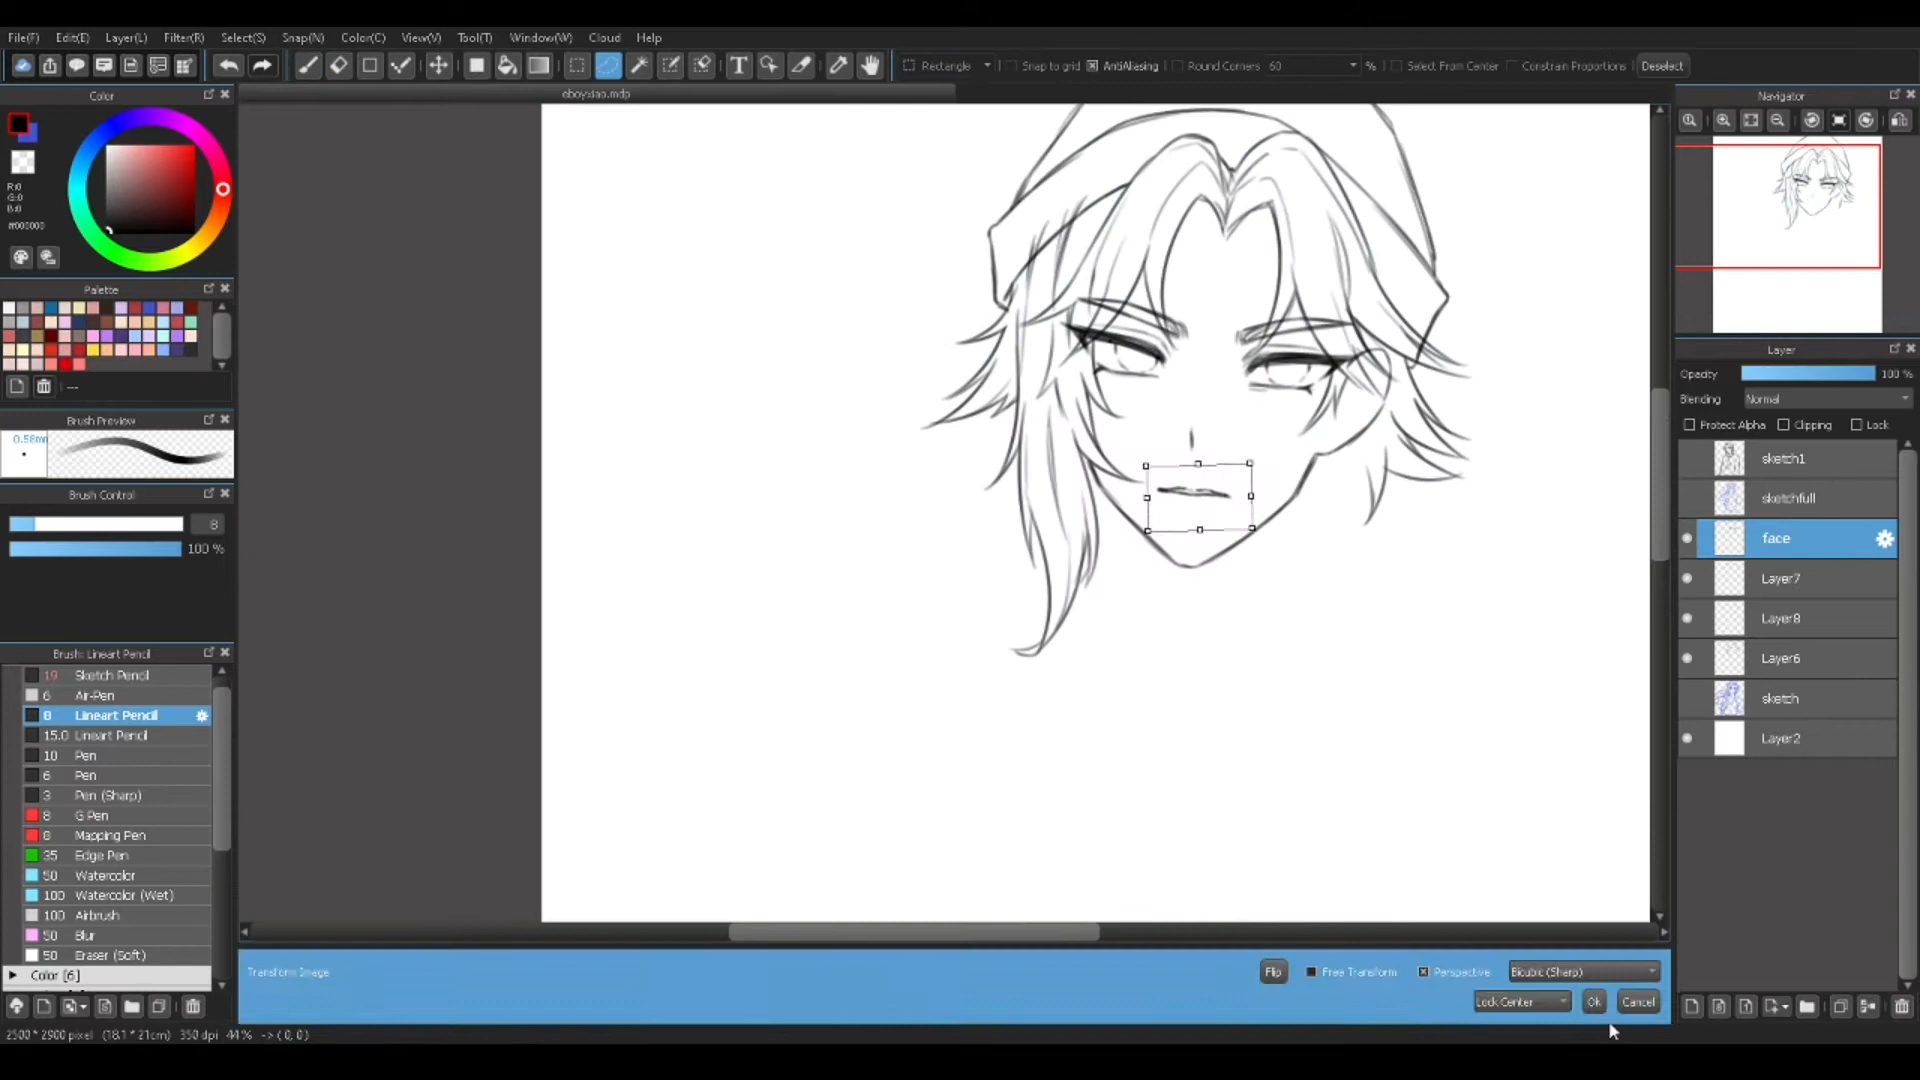 File(F) Edit(E) Layer(L) Filter(R) Select(S) Snap(N) Color(C) View(V) Tool(T) Window(W) Cloud Help
T Rectangle Snap to grid AntiAliasing Round Corners 60 % Select From Center Constrain Proportions Deselect
Color
eboyxiao.mdp
Navigator
R:0
G:0
B:0
#000000
Palette
---
Brush Preview
0.58mm
Brush Control
8
100 %
Brush: Lineart Pencil
19 Sketch Pencil
6 Air-Pen
8 Lineart Pencil
15.0 Lineart Pencil
10 Pen
6 Pen
3 Pen (Sharp)
8 G Pen
8 Mapping Pen
35 Edge Pen
50 Watercolor
100 Watercolor (Wet)
100 Airbrush
50 Blur
50 Eraser (Soft)
Color [6]
Layer
Opacity 100 %
Blending Normal
Protect Alpha Clipping Lock
sketch1
sketchfull
face
Layer7
Layer8
Layer6
sketch
Layer2
Transform Image
Flip Free Transform Perspective Bicubic (Sharp)
Lock Center Ok Cancel
2500 * 2900 pixel (18.1 * 21cm) 350 dpi 44 % -> ( 0, 0)